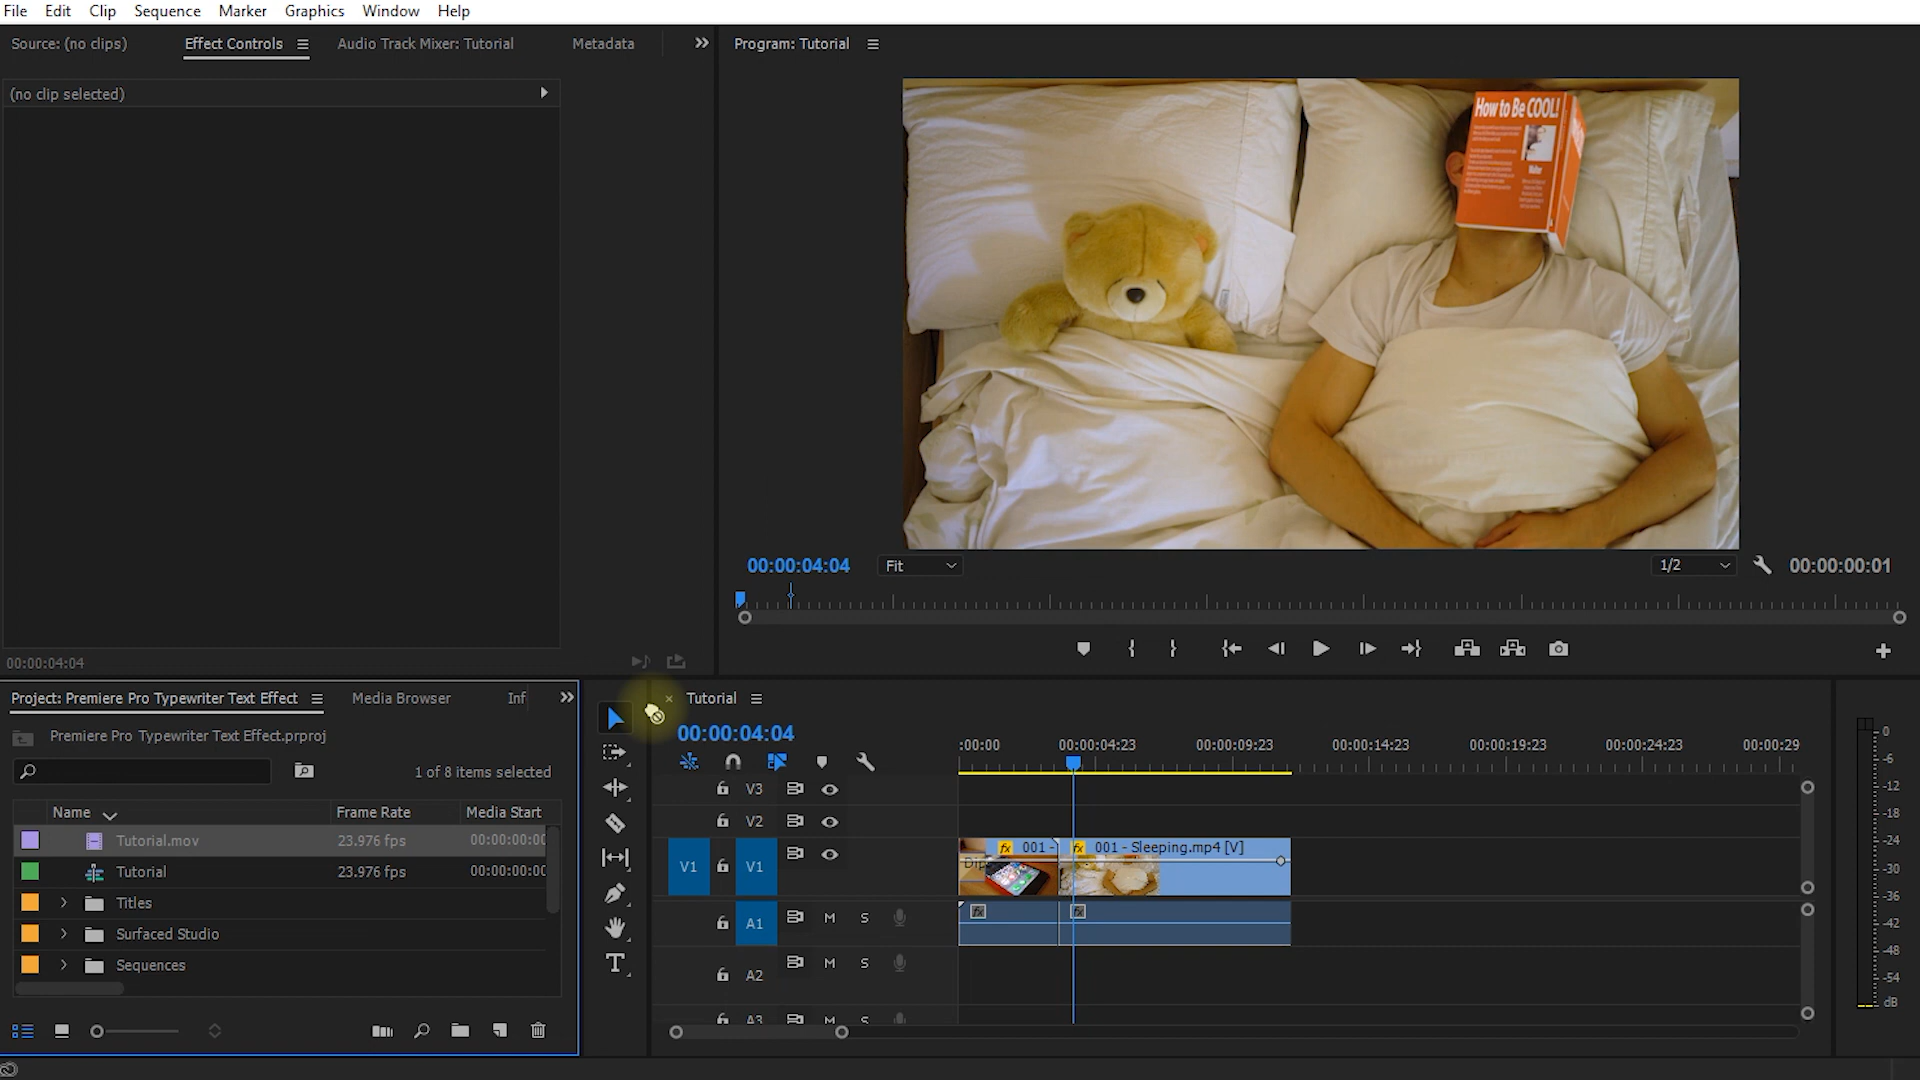 File Edit Clip Sequence Marker Graphics Window Help
Source: (no clips) Effect Controls Audio Track Mixer: Tutorial Metadata
Program: Tutorial
(no clip selected)
How to Be COOL!
00:00:04:04 Fit 1/2 00:00:00:01
00:00:04:04
Project: Premiere Pro Typewriter Text Effect Media Browser Inf
Tutorial
Premiere Pro Typewriter Text Effect.prproj
00:00:04:04
1 of 8 items selected
:00:00 00:00:04:23 00:00:09:23 00:00:14:23 00:00:19:23 00:00:24:23 00:00:29
Name Frame Rate Media Start
Tutorial.mov 23.976 fps 00:00:00:00
Tutorial 23.976 fps 00:00:00:00
Titles
Surfaced Studio
Sequences
V3
V2
V1 V1 fx 001 - fx 001 - Sleeping.mp4 [V]
Dip
A1 M S fx fx
A2 M S
A3 M S
T
0
-6
-12
-18
-24
-30
-36
-42
-48
-54
dB